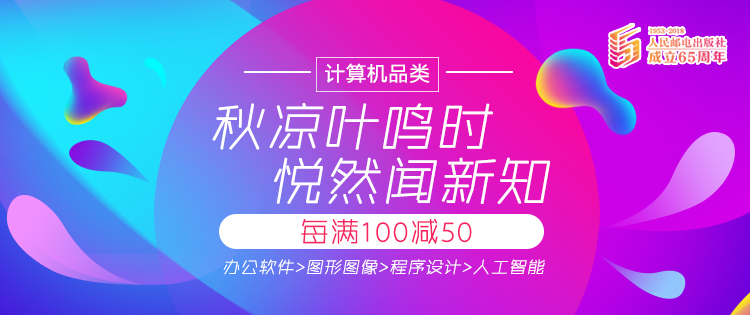 1953-2018
人民邮电出版社
成立65周年
计算机品类
秋凉叶鸣时
悦然闻新知
每满100减50
办公软件>图形图像>程序设计>人工智能